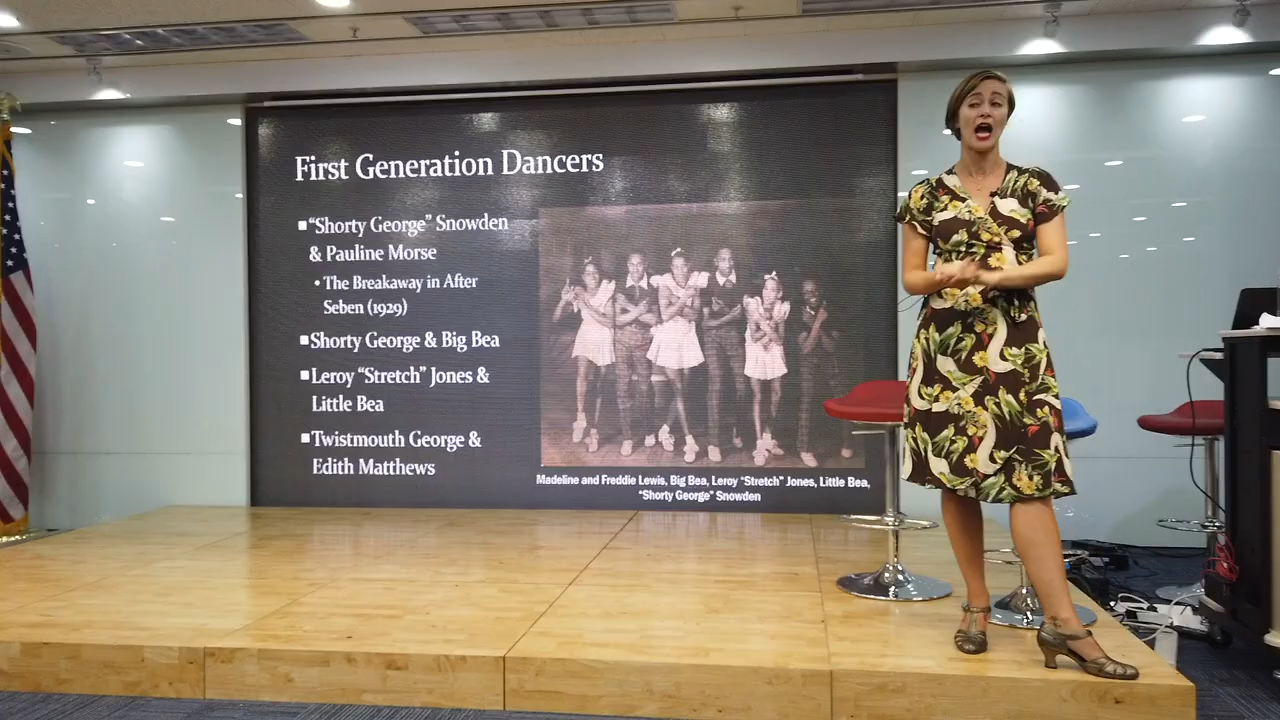 First Generation Dancers
"Shorty George" Snowden
& Pauline Morse
The Breakaway in After
Seben (1929)
Shorty George & Big Bea
Leroy "Stretch" Jones &
Little Bea
Twistmouth George &
Edith Matthews
Madeline and Freddie Lewis, Big Bea, Leroy "Stretch" Jones, Little Bea,
"Shorty George" Snowden